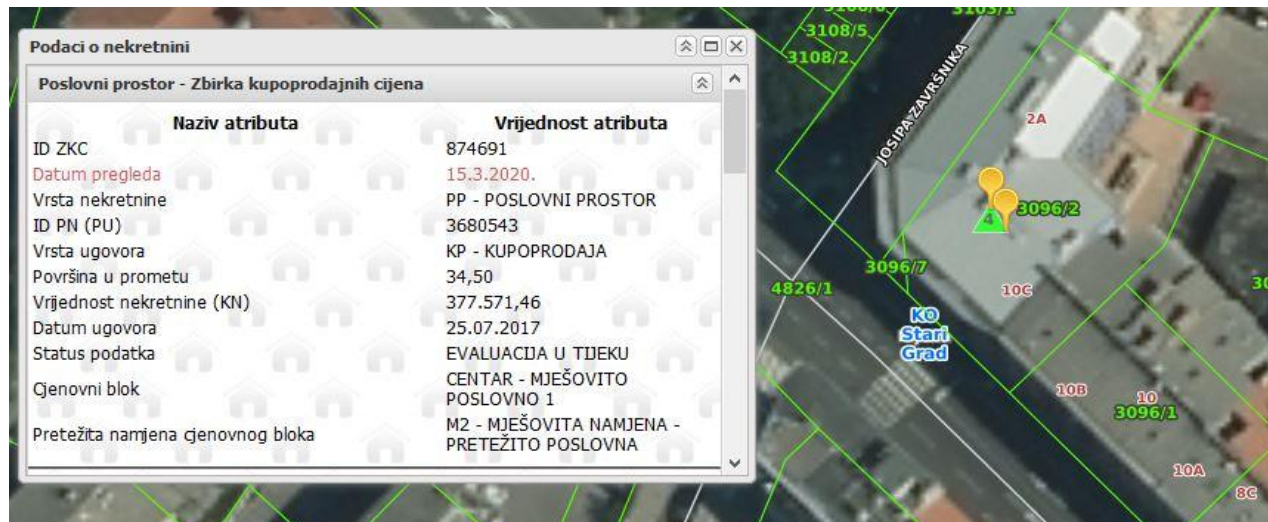 Podaci o nekretnini
Poslovni prostor - Zbirka kupoprodajnih cijena
Naziv atributa Vrijednost atributa
ID ZKC 874691
Datum pregleda 15.3.2020.
Vrsta nekretnine PP - POSLOVNI PROSTOR
ID PN (PU) 3680543
Vrsta ugovora KP - KUPOPRODAJA
Površina u prometu 34,50
Vrijednost nekretnine (KN) 377.571,46
Datum ugovora 25.07.2017
Status podatka EVALUACIJA U TIJEKU
Cjenovni blok CENTAR - MJEŠOVITO
POSLOVNO 1
Pretežita namjena cjenovnog bloka M2 - MJEŠOVITA NAMJENA -
PRETEŽITO POSLOVNA
3103/1
3108/5
3108/2
JOSIPA ZAVRŠNIKA
2A
4
3096/2
3096/7
4826/1
10C
KO
Stari
Grad
10B
10
3096/1
10A
8C